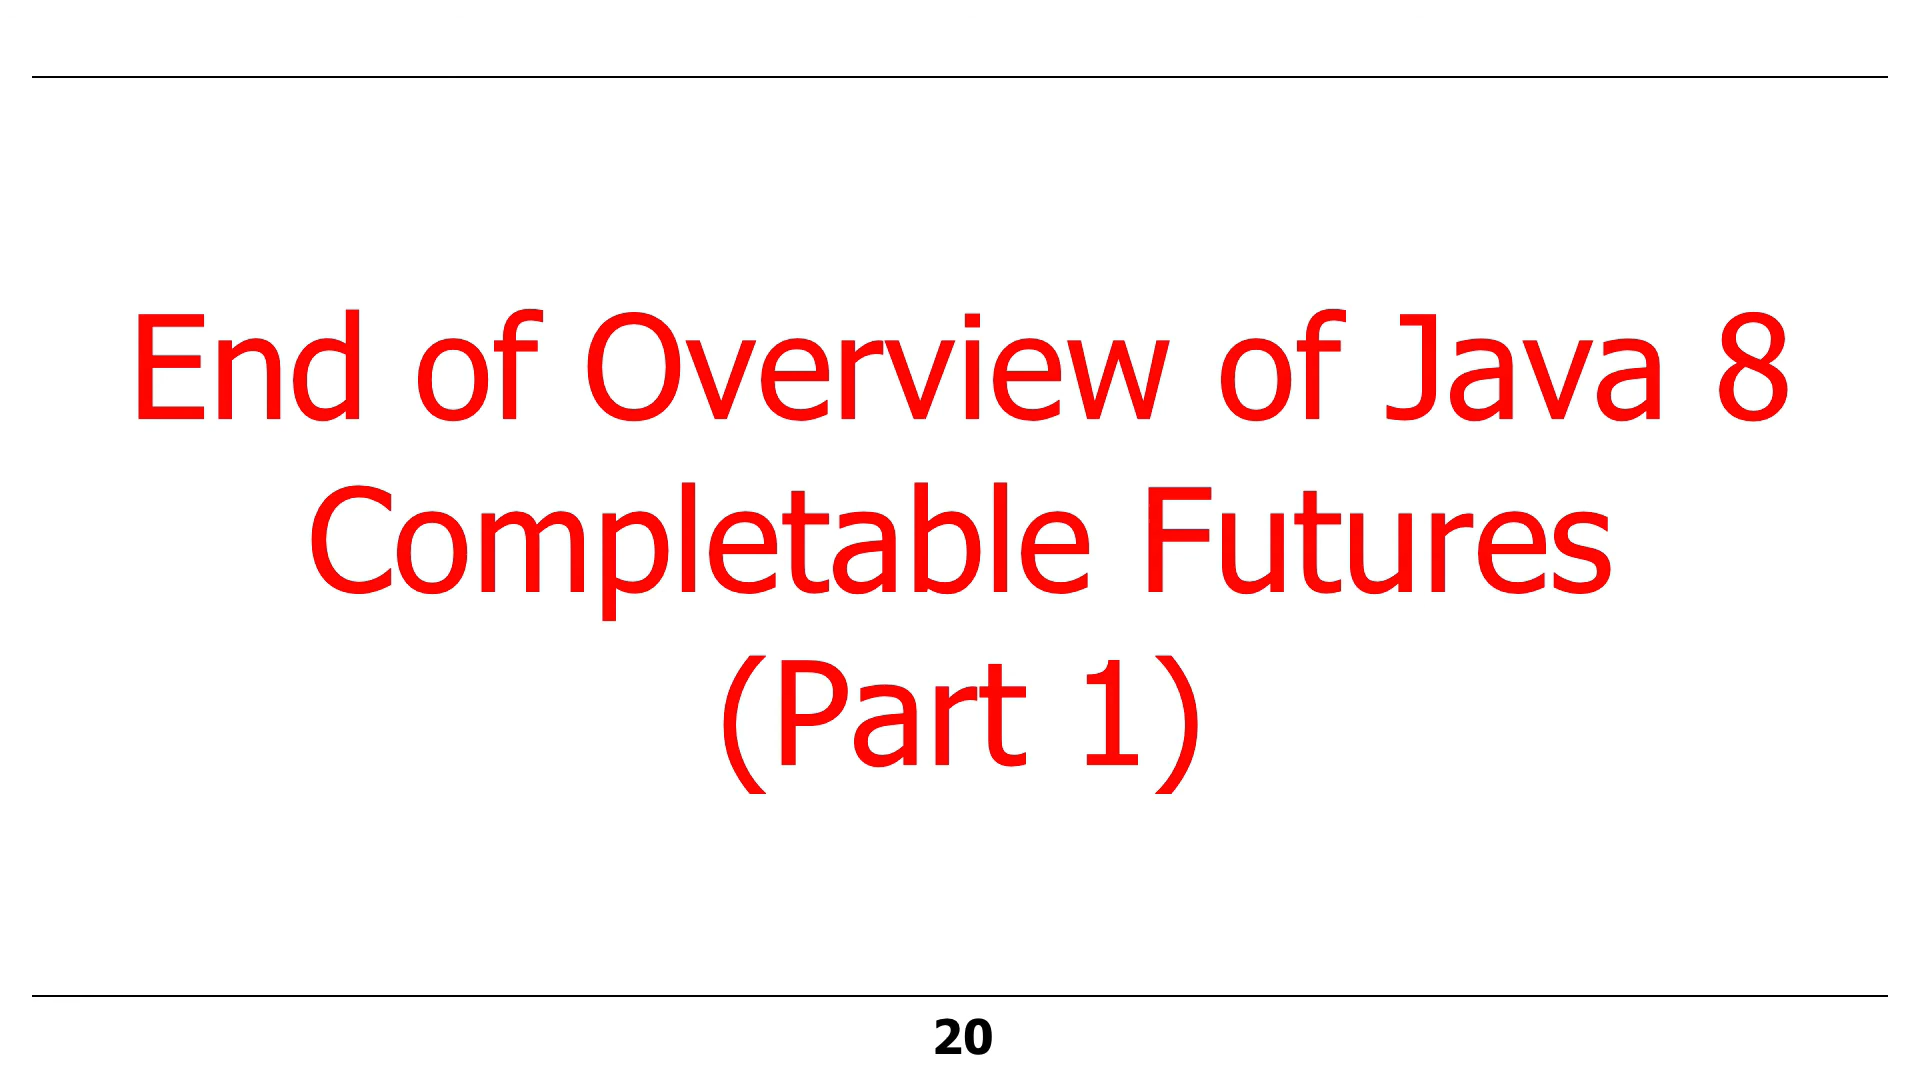 End of Overview of Java 8
Completable Futures
(Part 1)
20